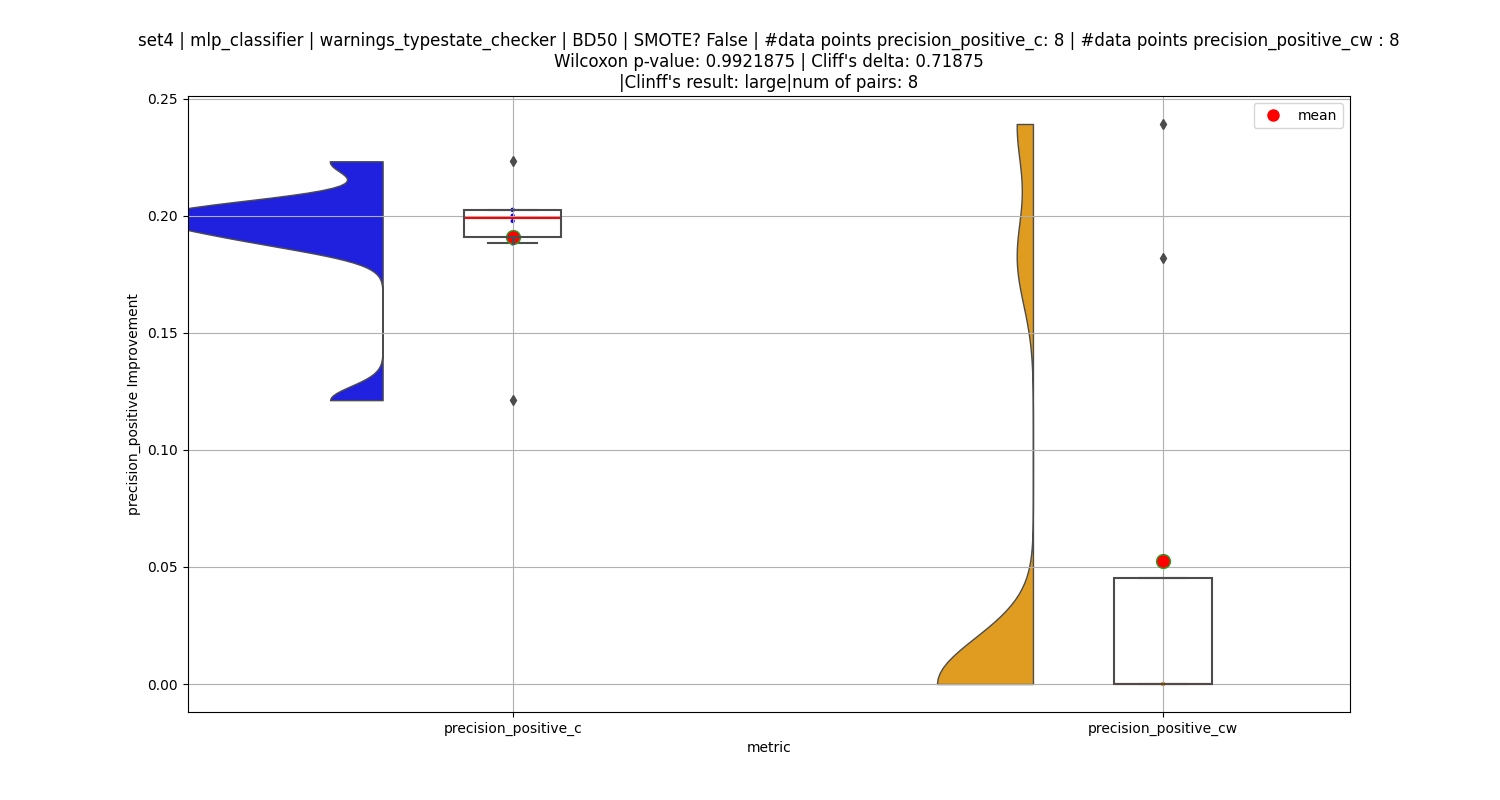 set4 | mlp_classifier | warnings_typestate_checker | BD50 | SMOTE? False | #data points precision_positive_c: 8 | #data points precision_positive_cw : 8
Wilcoxon p-value: 0.9921875 | Cliff's delta: 0.71875
|Clinff's result: large|num of pairs: 8
mean
precision_positive Improvement
0.25
0.20
0.15
0.10
0.05
0.00
precision_positive_c
precision_positive_cw
metric